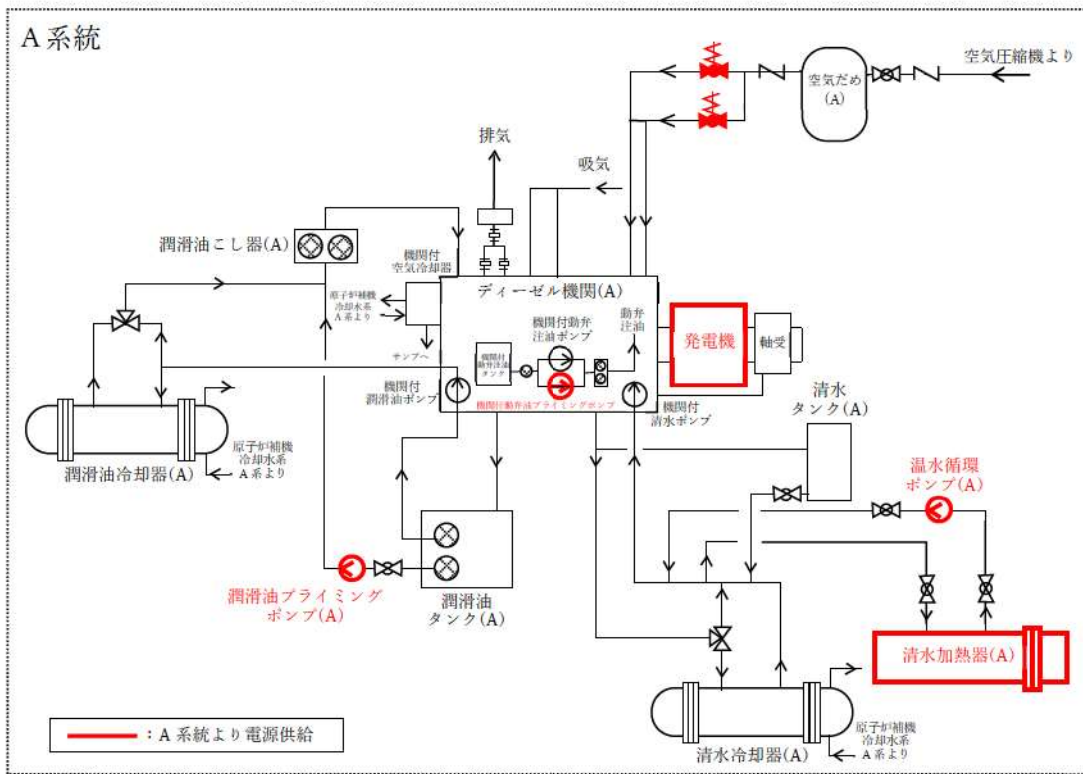 A系統
空気圧縮機より
空気だめ
(A)
排気
吸気
潤滑油こし器(A)
機関付
空気冷却器
原子炉補機
冷却水系
A系より
サンプへ
ディーゼル機関(A)
機関付動弁
注油ポンプ
動弁
注油
機関付
動弁注油
タンク
機関付動弁油プライミングポンプ
発電機
軸受
機関付
潤滑油ポンプ
機関付
清水ポンプ
清水
タンク(A)
原子炉補機
冷却水系
A系より
潤滑油冷却器(A)
温水循環
ポンプ(A)
潤滑油プライミング
ポンプ(A)
潤滑油
タンク(A)
清水加熱器(A)
原子炉補機
冷却水系
A系より
清水冷却器(A)
：A系統より電源供給